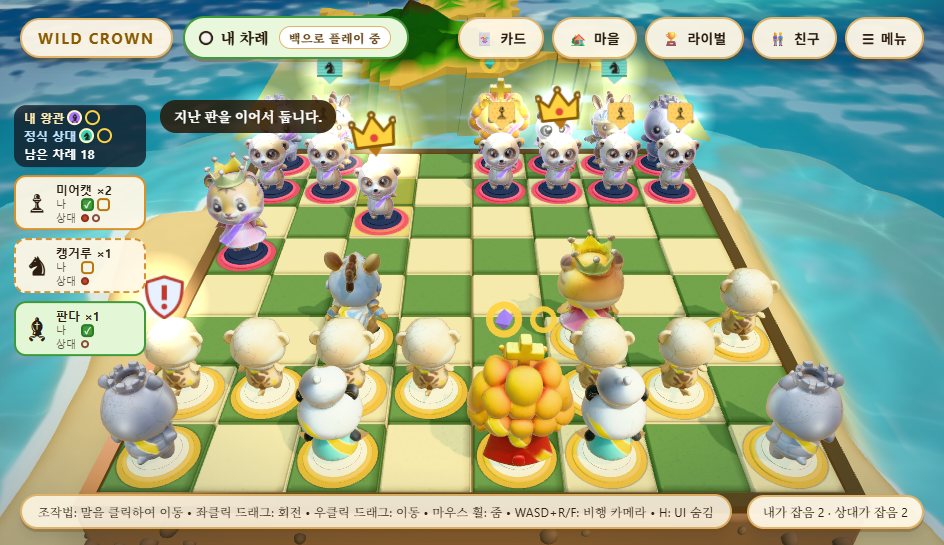 WILD CROWN
내 차례
백으로 플레이 중
카드
마을
라이벌
친구
☰ 메뉴
내 왕관
정식 상대
남은 차례 18
지난 판을 이어서 둡니다.
미어캣 ×2
나
상대
캥거루 ×1
나
상대
판다 ×1
나
상대
조작법: 말을 클릭하여 이동 • 좌클릭 드래그: 회전 • 우클릭 드래그: 이동 • 마우스 휠: 줌 • WASD+R/F: 비행 카메라 • H: UI 숨김
내가 잡음 2 · 상대가 잡음 2